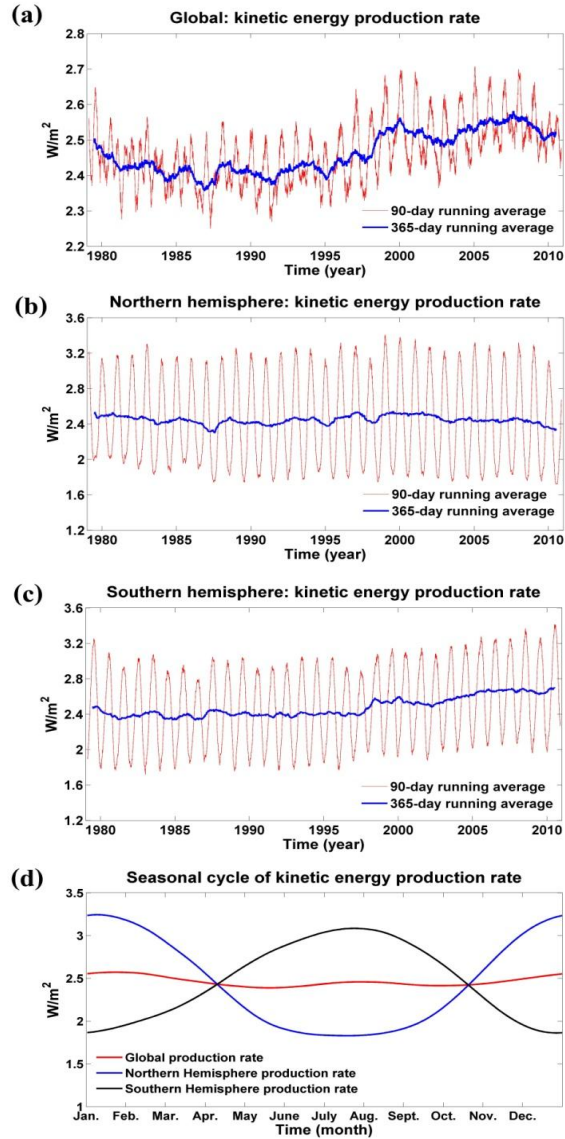 (a)
Global: kinetic energy production rate
2.8
2.7
2.6
2.5
2.4
2.3
2.2
W/m²
90-day running average
365-day running average
1980 1985 1990 1995 2000 2005 2010
Time (year)
(b)
Northern hemisphere: kinetic energy production rate
3.6
3.2
2.8
2.4
2
1.6
1.2
W/m²
90-day running average
365-day running average
1980 1985 1990 1995 2000 2005 2010
Time (year)
(c)
Southern hemisphere: kinetic energy production rate
3.6
3.2
2.8
2.4
2
1.6
1.2
W/m²
90-day running average
365-day running average
1980 1985 1990 1995 2000 2005 2010
Time (year)
(d)
Seasonal cycle of kinetic energy production rate
3.5
3
2.5
2
1.5
1
W/m²
Global production rate
Northern Hemisphere production rate
Southern Hemisphere production rate
Jan. Feb. Mar. Apr. May June July Aug. Sept. Oct. Nov. Dec.
Time (month)